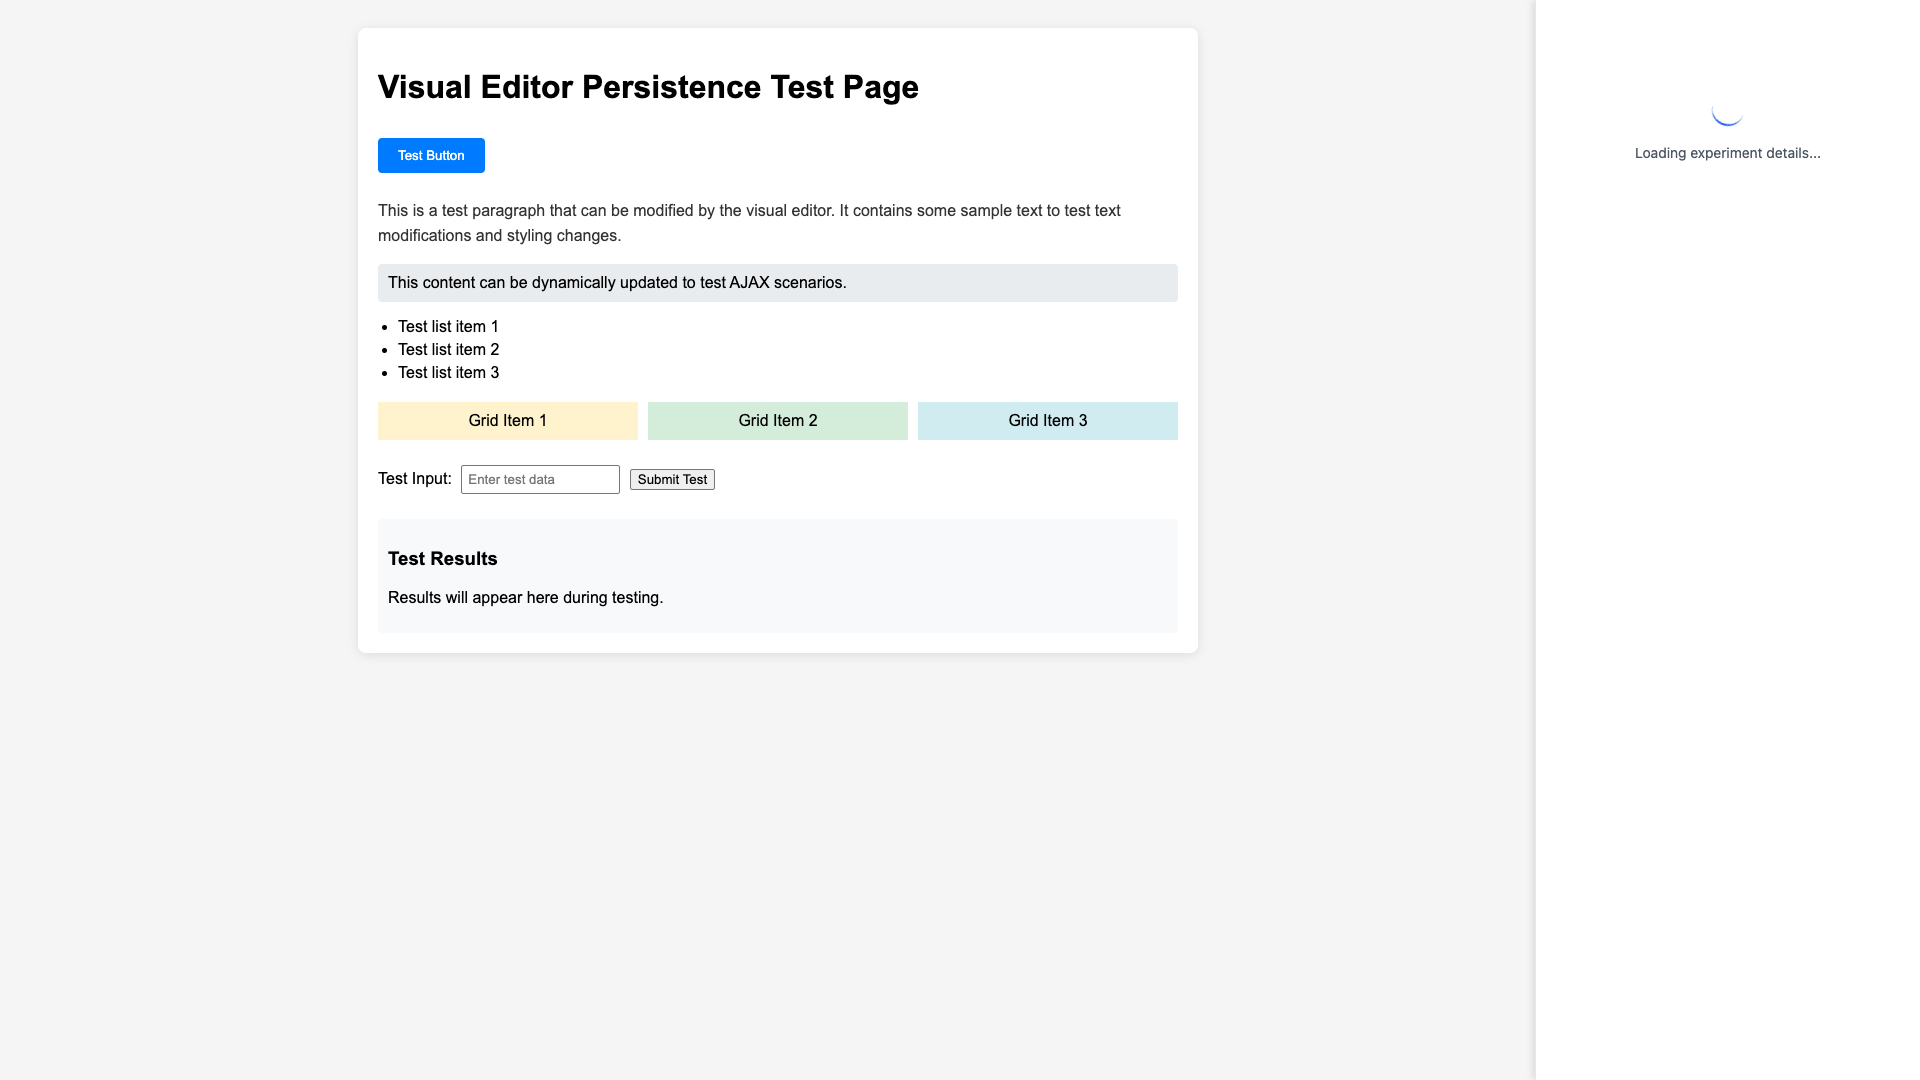 Visual Editor Persistence Test Page
Test Button
This is a test paragraph that can be modified by the visual editor. It contains some sample text to test text
modifications and styling changes.
This content can be dynamically updated to test AJAX scenarios.
Test list item 1
Test list item 2
Test list item 3
Grid Item 1
Grid Item 2
Grid Item 3
Test Input:
Enter test data
Submit Test
Test Results
Results will appear here during testing.
Loading experiment details...